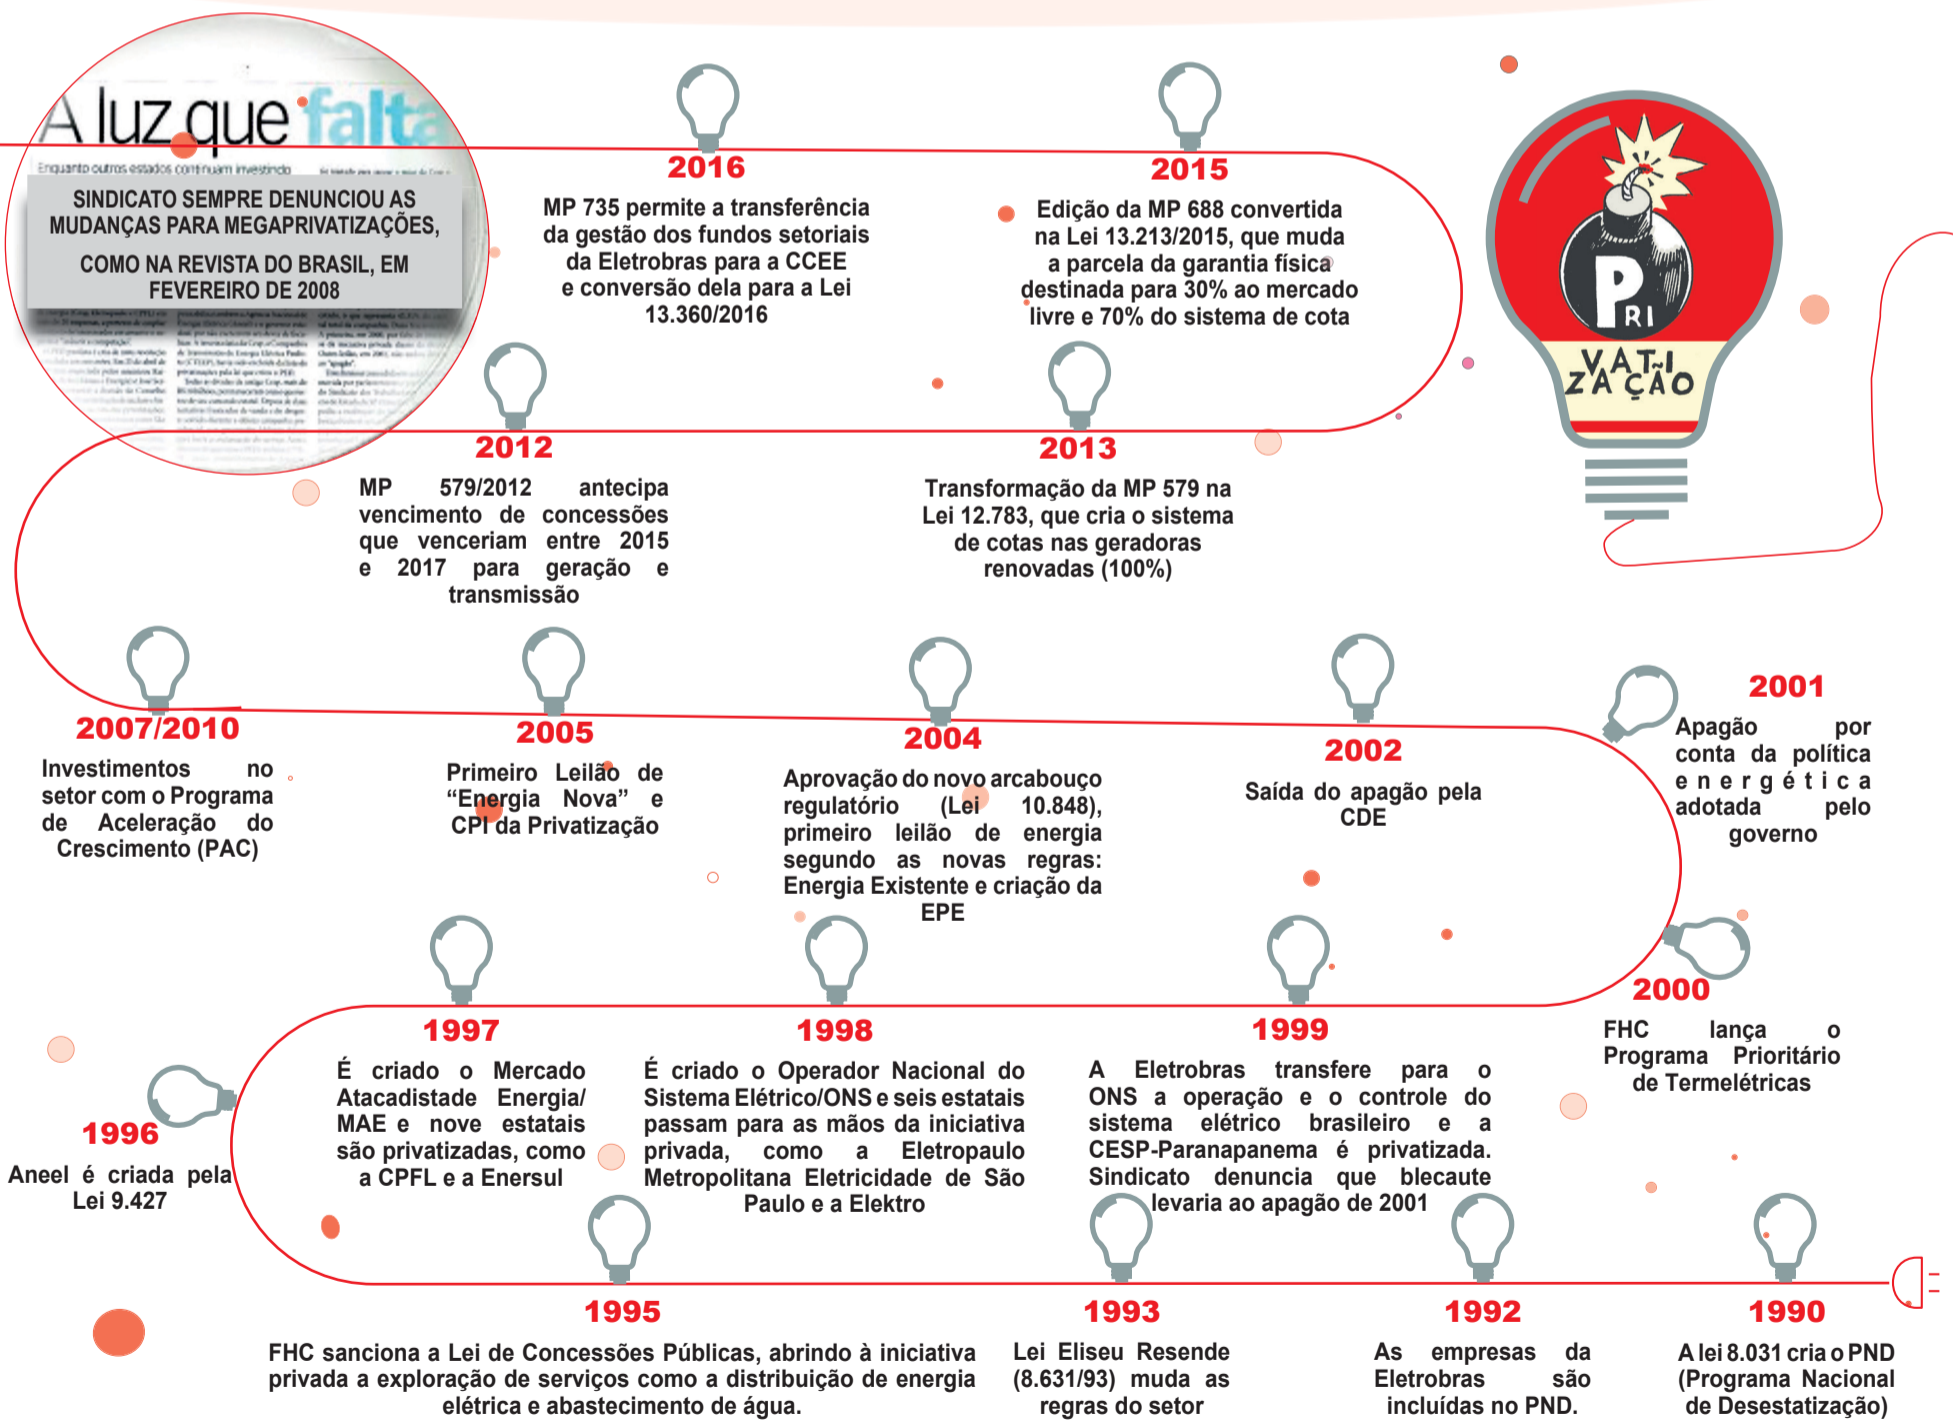 A luz que falta
Enquanto outros estados continuam investindo
SINDICATO SEMPRE DENUNCIOU AS
MUDANÇAS PARA MEGAPRIVATIZAÇÕES,
COMO NA REVISTA DO BRASIL, EM
FEVEREIRO DE 2008
2016
MP 735 permite a transferência
da gestão dos fundos setoriais
da Eletrobras para a CCEE
e conversão dela para a Lei
13.360/2016
2015
Edição da MP 688 convertida
na Lei 13.213/2015, que muda
a parcela da garantia física
destinada para 30% ao mercado
livre e 70% do sistema de cota
PRI
VATI
ZAÇÃO
2012
MP 579/2012 antecipa
vencimento de concessões
que venceriam entre 2015
e 2017 para geração e
transmissão
2013
Transformação da MP 579 na
Lei 12.783, que cria o sistema
de cotas nas geradoras
renovadas (100%)
2007/2010
Investimentos no
setor com o Programa
de Aceleração do
Crescimento (PAC)
2005
Primeiro Leilão de
“Energia Nova” e
CPI da Privatização
2004
Aprovação do novo arcabouço
regulatório (Lei 10.848),
primeiro leilão de energia
segundo as novas regras:
Energia Existente e criação da
EPE
2002
Saída do apagão pela
CDE
2001
Apagão por
conta da política
energética
adotada pelo
governo
2000
FHC lança o
Programa Prioritário
de Termelétricas
1997
É criado o Mercado
Atacadistade Energia/
MAE e nove estatais
são privatizadas, como
a CPFL e a Enersul
1998
É criado o Operador Nacional do
Sistema Elétrico/ONS e seis estatais
passam para as mãos da iniciativa
privada, como a Eletropaulo
Metropolitana Eletricidade de São
Paulo e a Elektro
1999
A Eletrobras transfere para o
ONS a operação e o controle do
sistema elétrico brasileiro e a
CESP-Paranapanema é privatizada.
Sindicato denuncia que blecaute
levaria ao apagão de 2001
1996
Aneel é criada pela
Lei 9.427
1995
FHC sanciona a Lei de Concessões Públicas, abrindo à iniciativa
privada a exploração de serviços como a distribuição de energia
elétrica e abastecimento de água.
1993
Lei Eliseu Resende
(8.631/93) muda as
regras do setor
1992
As empresas da
Eletrobras são
incluídas no PND.
1990
A lei 8.031 cria o PND
(Programa Nacional
de Desestatização)